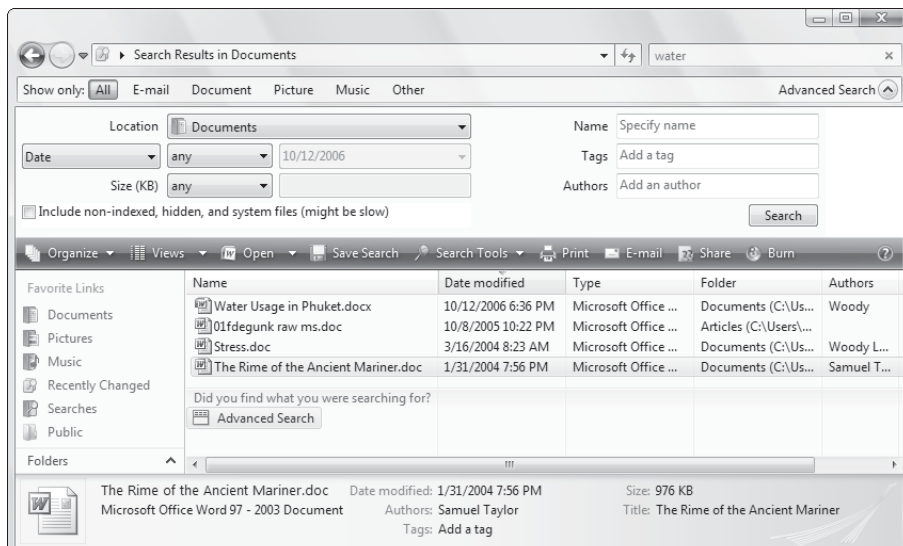 Search Results in Documents water
Show only: All E-mail Document Picture Music Other Advanced Search
Location Documents Name Specify name
Date any 10/12/2006 Tags Add a tag
Size (KB) any Authors Add an author
Include non-indexed, hidden, and system files (might be slow) Search
Organize Views Open Save Search Search Tools Print E-mail Share Burn
Favorite Links Name Date modified Type Folder Authors
Documents Water Usage in Phuket.docx 10/12/2006 6:36 PM Microsoft Office ... Documents (C:\Us... Woody
Pictures 01fdegunk raw ms.doc 10/8/2005 10:22 PM Microsoft Office ... Articles (C:\Users\...
Music Stress.doc 3/16/2004 8:23 AM Microsoft Office ... Documents (C:\Us... Woody L...
Recently Changed The Rime of the Ancient Mariner.doc 1/31/2004 7:56 PM Microsoft Office ... Documents (C:\Us... Samuel T...
Searches Did you find what you were searching for?
Public Advanced Search
Folders
The Rime of the Ancient Mariner.doc Date modified: 1/31/2004 7:56 PM Size: 976 KB
Microsoft Office Word 97 - 2003 Document Authors: Samuel Taylor Title: The Rime of the Ancient Mariner
Tags: Add a tag